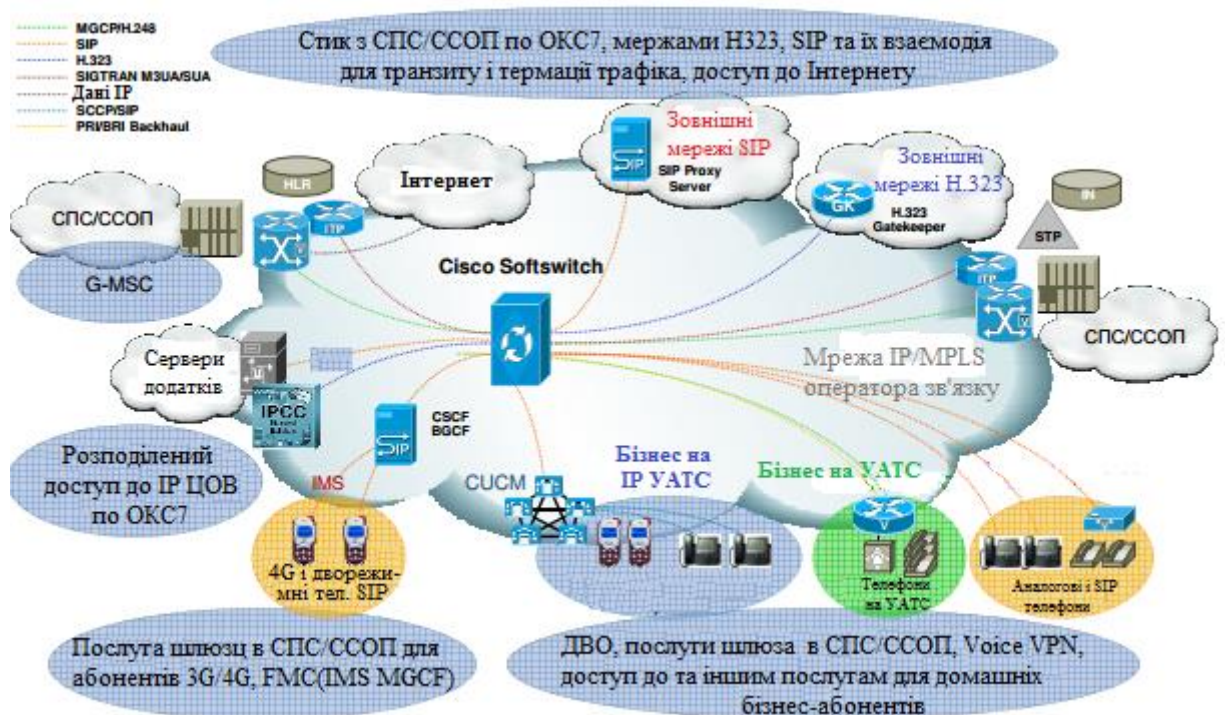 MGCP/H.248
SIP
H.323
SIGTRAN M3UA/SUA
Дані IP
SCCP/SIP
PRI/BRI Backhaul
Стик з СПС/ССОП по ОКС7, мержами H323, SIP та їх взаємодія
для транзиту і термації трафіка, доступ до Інтернету
Зовнішні
мережі SIP
SIP
SIP Proxy
Server
Зовнішні
мережі H.323
GK
H.323
Gatekeeper
IN
STP
HLR
Інтернет
ITP
СПС/ССОП
V
G-MSC
Cisco Softswitch
ITP
V
СПС/ССОП
Сервери
додатків
IPCC
Мрежа IP/MPLS
оператора зв'язку
CSCF
BGCF
SIP
Розподілений
доступ до IP ЦОВ
по ОКС7
IMS
CUCM
Бізнес на
IP УАТС
Бізнес на УАТС
V
4G і дворежи-
мні тел. SIP
Телефони
на УАТС
Аналогові і SIP
телефони
Послуга шлюзц в СПС/ССОП для
абонентів 3G/4G, FMC(IMS MGCF)
ДВО, послуги шлюза в СПС/ССОП, Voice VPN,
доступ до та іншим послугам для домашніх
бізнес-абонентів